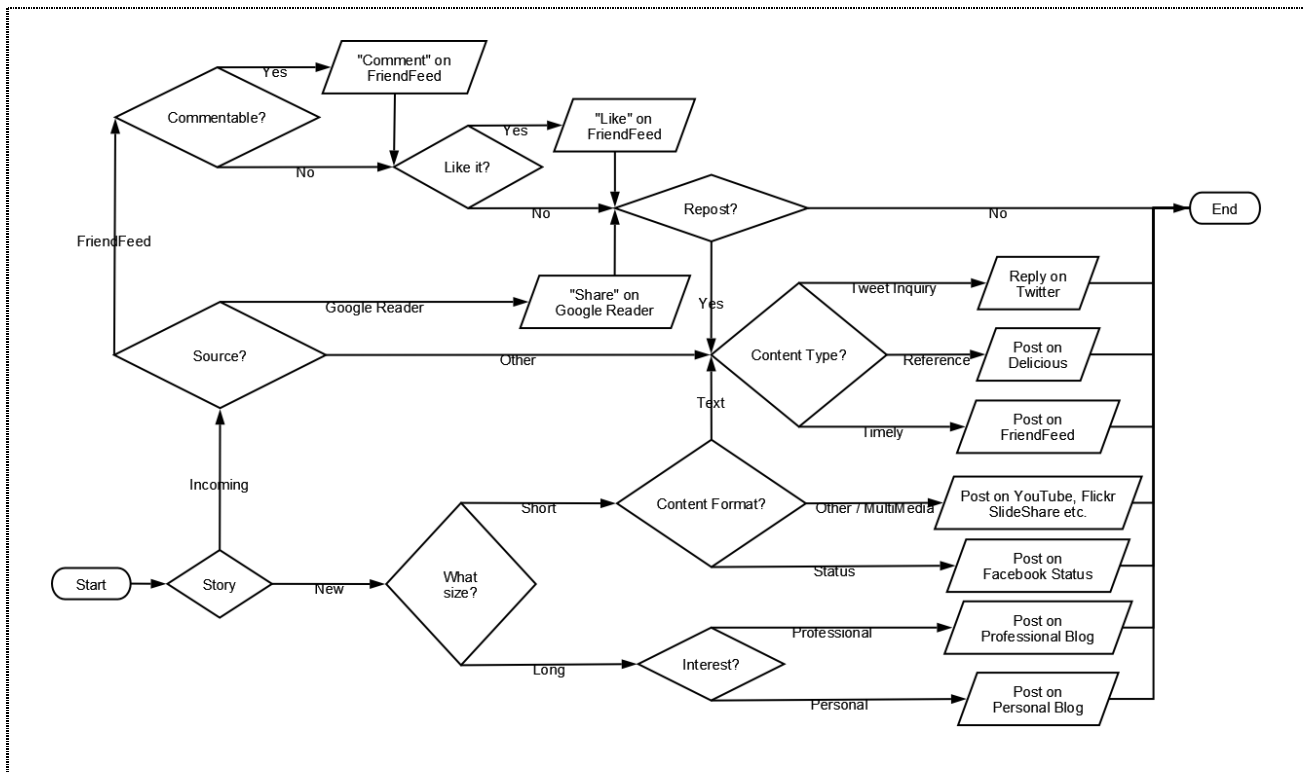 "Comment" on
FriendFeed
Yes
Commentable?
"Like" on
FriendFeed
Yes
Like it?
No
Repost?
No
No
End
FriendFeed
Reply on
Twitter
Tweet Inquiry
"Share" on
Google Reader
Google Reader
Yes
Source?
Other
Content Type?
Reference
Post on
Delicious
Text
Timely
Post on
FriendFeed
Incoming
Short
Content Format?
Other / MultiMedia
Post on YouTube, Flickr
SlideShare etc.
Start
Story
New
What
size?
Status
Post on
Facebook Status
Professional
Post on
Professional Blog
Long
Interest?
Personal
Post on
Personal Blog